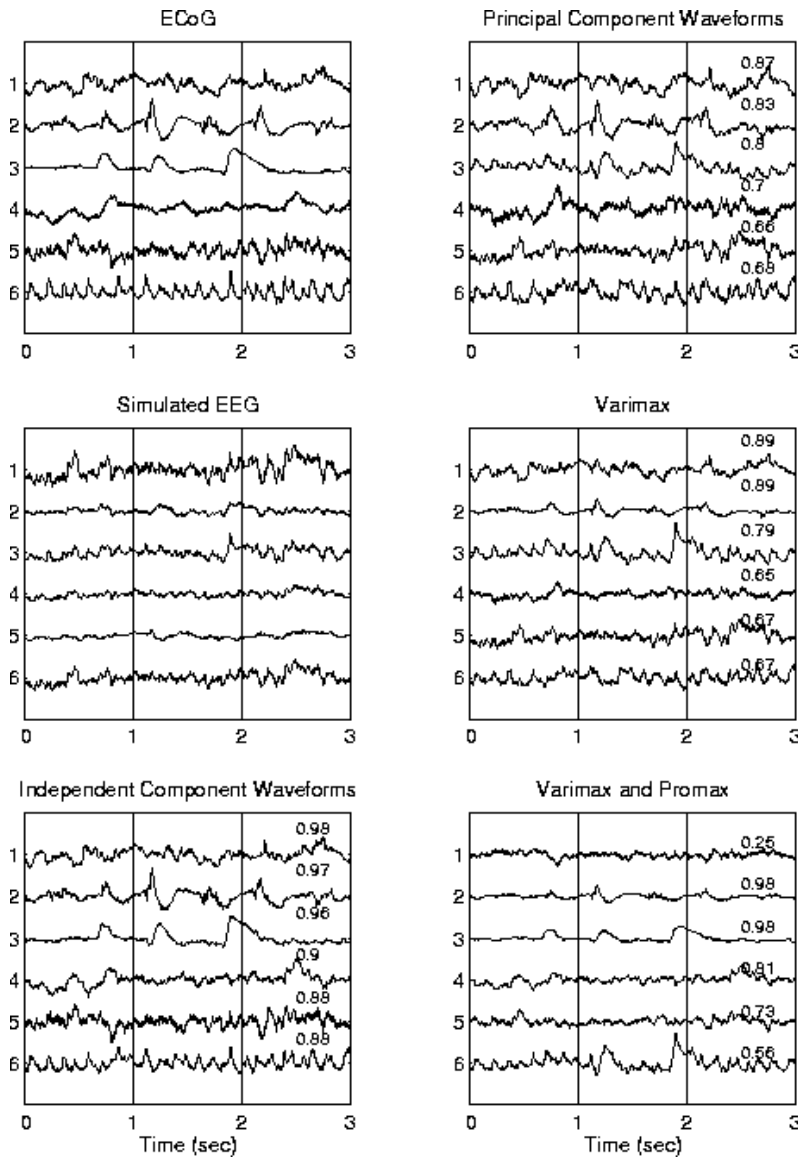 ECoG
1
2
3
4
5
6
0 1 2 3
Principal Component Waveforms
1 0.87
2 0.83
3 0.8
4 0.7
5 0.66
6 0.68
0 1 2 3
Simulated EEG
1
2
3
4
5
6
0 1 2 3
Varimax
1 0.89
2 0.89
3 0.79
4 0.65
5 0.67
6 0.67
0 1 2 3
Independent Component Waveforms
1 0.98
2 0.97
3 0.96
4 0.9
5 0.88
6 0.88
0 1 2 3
Time (sec)
Varimax and Promax
1 0.25
2 0.98
3 0.98
4 0.81
5 0.73
6 0.56
0 1 2 3
Time (sec)